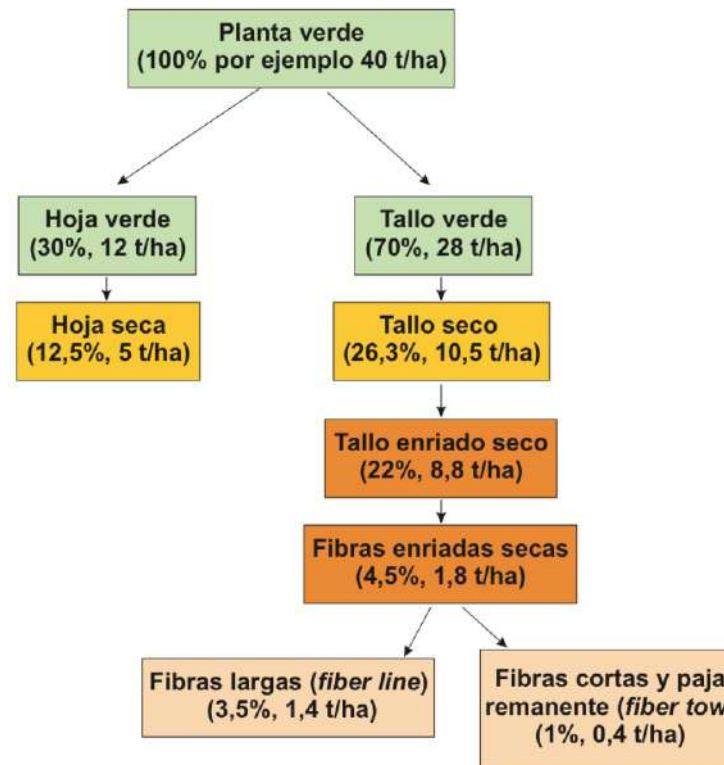 Planta verde
(100% por ejemplo 40 t/ha)
Hoja verde
(30%, 12 t/ha)
Tallo verde
(70%, 28 t/ha)
Hoja seca
(12,5%, 5 t/ha)
Tallo seco
(26,3%, 10,5 t/ha)
Tallo enriado seco
(22%, 8,8 t/ha)
Fibras enriadas secas
(4,5%, 1,8 t/ha)
Fibras largas (fiber line)
(3,5%, 1,4 t/ha)
Fibras cortas y paja
remanente (fiber tow
(1%, 0,4 t/ha)